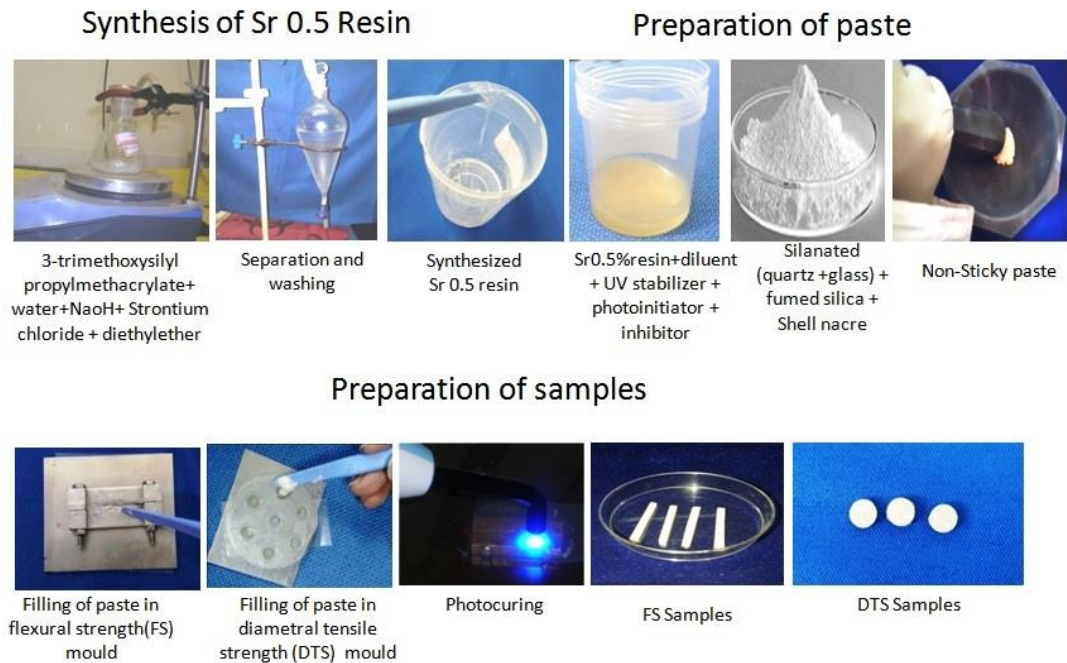 Synthesis of Sr 0.5 Resin
Preparation of paste
3-trimethoxysilyl
propylmethacrylate+
water+NaOH+ Strontium
chloride + diethylether
Separation and
washing
Synthesized
Sr 0.5 resin
Sr0.5%resin+diluent
+ UV stabilizer +
photoinitiator +
inhibitor
Silanated
(quartz +glass) +
fumed silica +
Shell nacre
Non-Sticky paste
Preparation of samples
Filling of paste in
flexural strength(FS)
mould
Filling of paste in
diametral tensile
strength (DTS) mould
Photocuring
FS Samples
DTS Samples